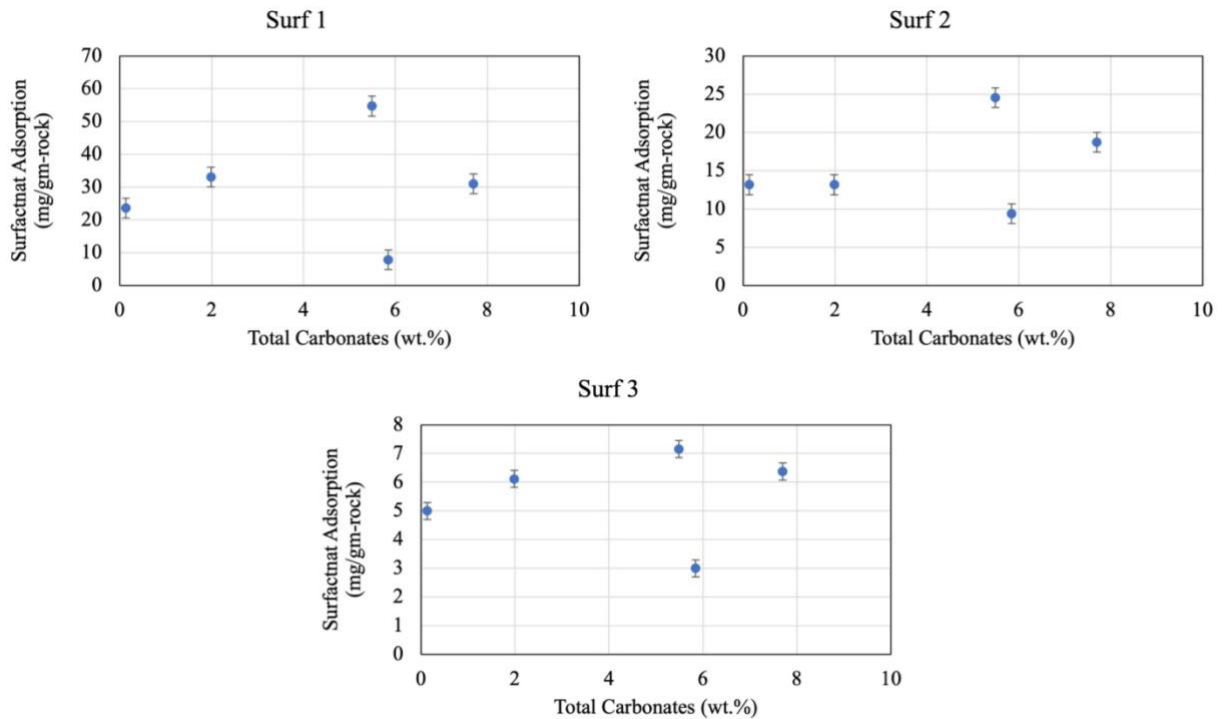 Surf 1
Surfactnat Adsorption
(mg/gm-rock)
70
60
50
40
30
20
10
0
0 2 4 6 8 10
Total Carbonates (wt.%)
Surf 2
Surfactnat Adsorption
(mg/gm-rock)
30
25
20
15
10
5
0
0 2 4 6 8 10
Total Carbonates (wt.%)
Surf 3
Surfactnat Adsorption
(mg/gm-rock)
8
7
6
5
4
3
2
1
0
0 2 4 6 8 10
Total Carbonates (wt.%)